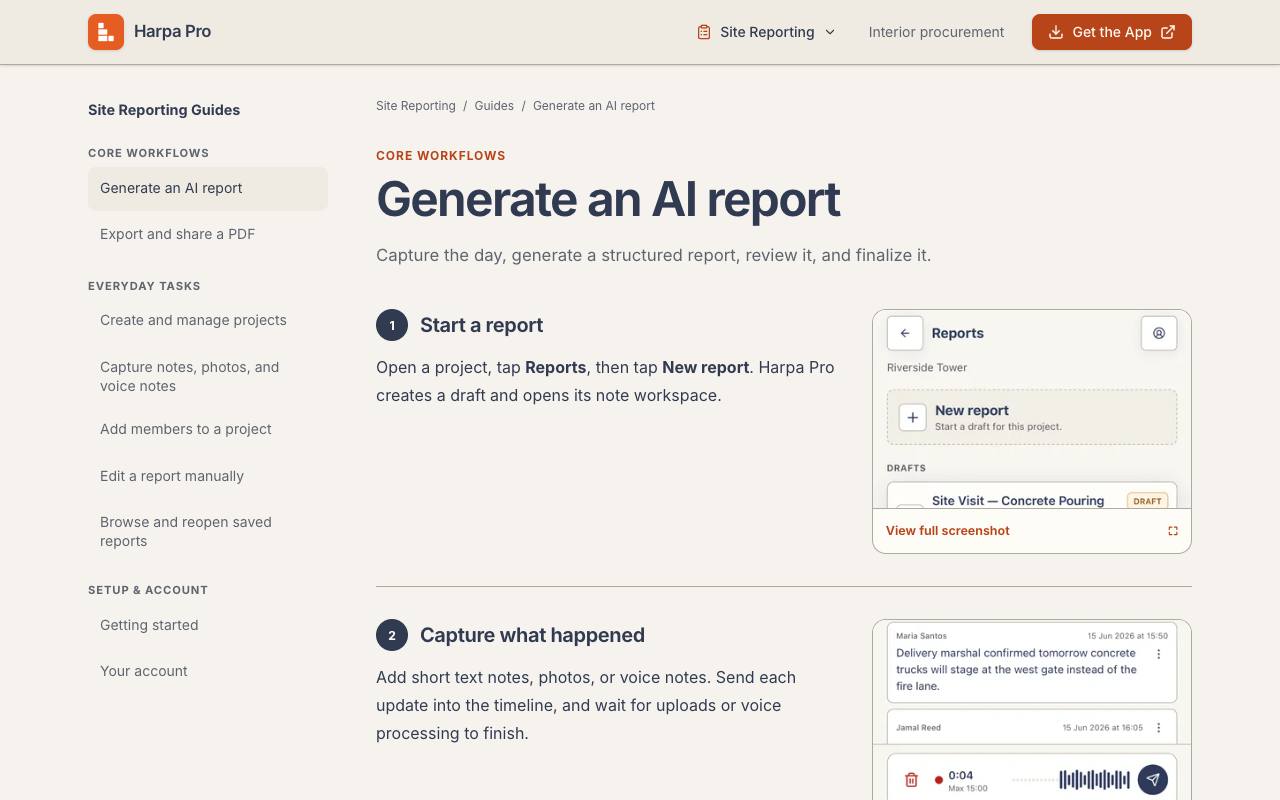 Harpa Pro
Site Reporting
Interior procurement
Get the App
Site Reporting Guides
CORE WORKFLOWS
Generate an AI report
Export and share a PDF
EVERYDAY TASKS
Create and manage projects
Capture notes, photos, and
voice notes
Add members to a project
Edit a report manually
Browse and reopen saved
reports
SETUP & ACCOUNT
Getting started
Your account
Site Reporting / Guides / Generate an AI report
CORE WORKFLOWS
Generate an AI report
Capture the day, generate a structured report, review it, and finalize it.
1 Start a report
Open a project, tap Reports, then tap New report. Harpa Pro
creates a draft and opens its note workspace.
Reports
Riverside Tower
New report
Start a draft for this project.
DRAFTS
Site Visit — Concrete Pouring DRAFT
View full screenshot
2 Capture what happened
Add short text notes, photos, or voice notes. Send each
update into the timeline, and wait for uploads or voice
processing to finish.
Maria Santos 15 Jun 2026 at 15:50
Delivery marshal confirmed tomorrow concrete
trucks will stage at the west gate instead of the
fire lane.
Jamal Reed 15 Jun 2026 at 16:05
0:04
Max 15:00